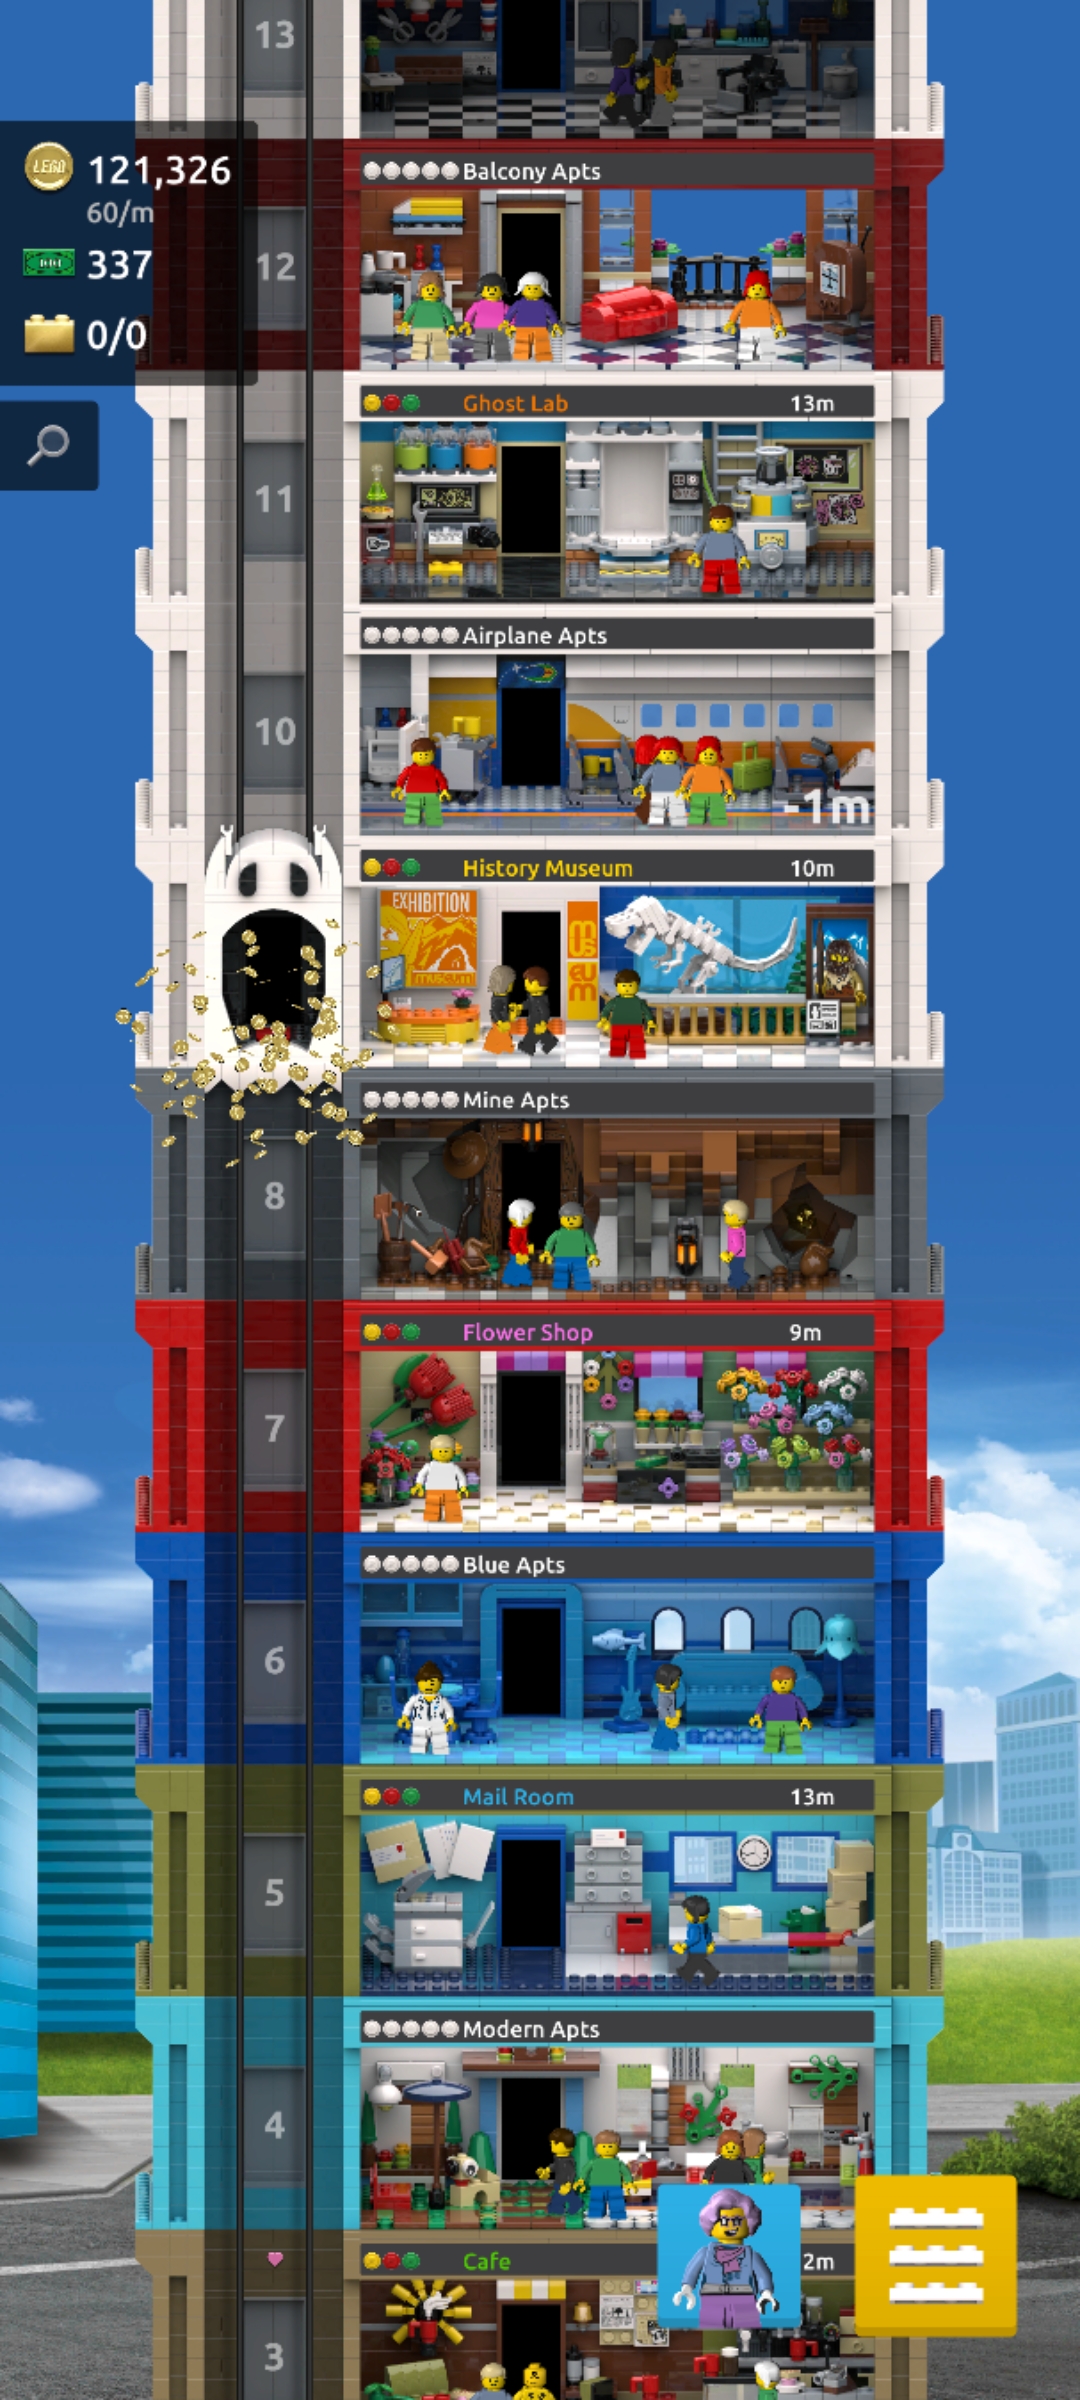 13
LEGO
121,326
60/m
337
0/0
Balcony Apts
12
Ghost Lab 13m
11
Airplane Apts
10
-1m
History Museum 10m
EXHIBITION
museum
MUSEUM
Mine Apts
8
Flower Shop 9m
7
Blue Apts
6
Mail Room 13m
5
Modern Apts
4
Cafe 2m
3